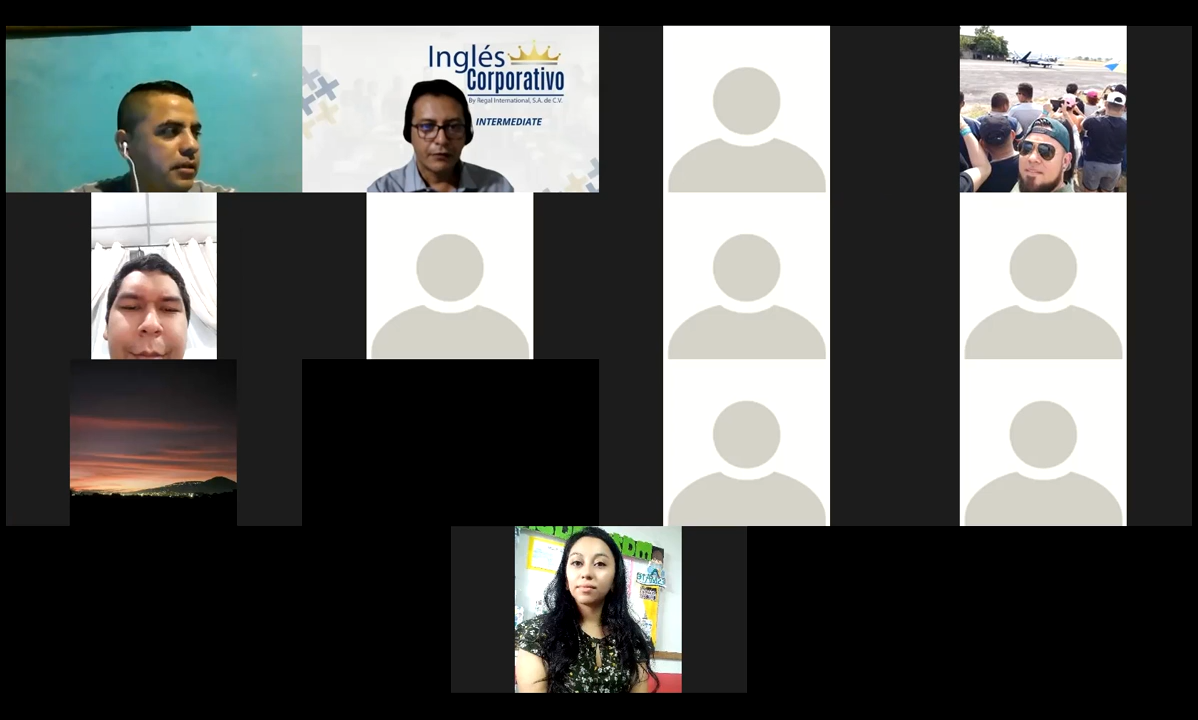 Inglés
Corporativo
By Regal International, S.A. de C.V.
INTERMEDIATE